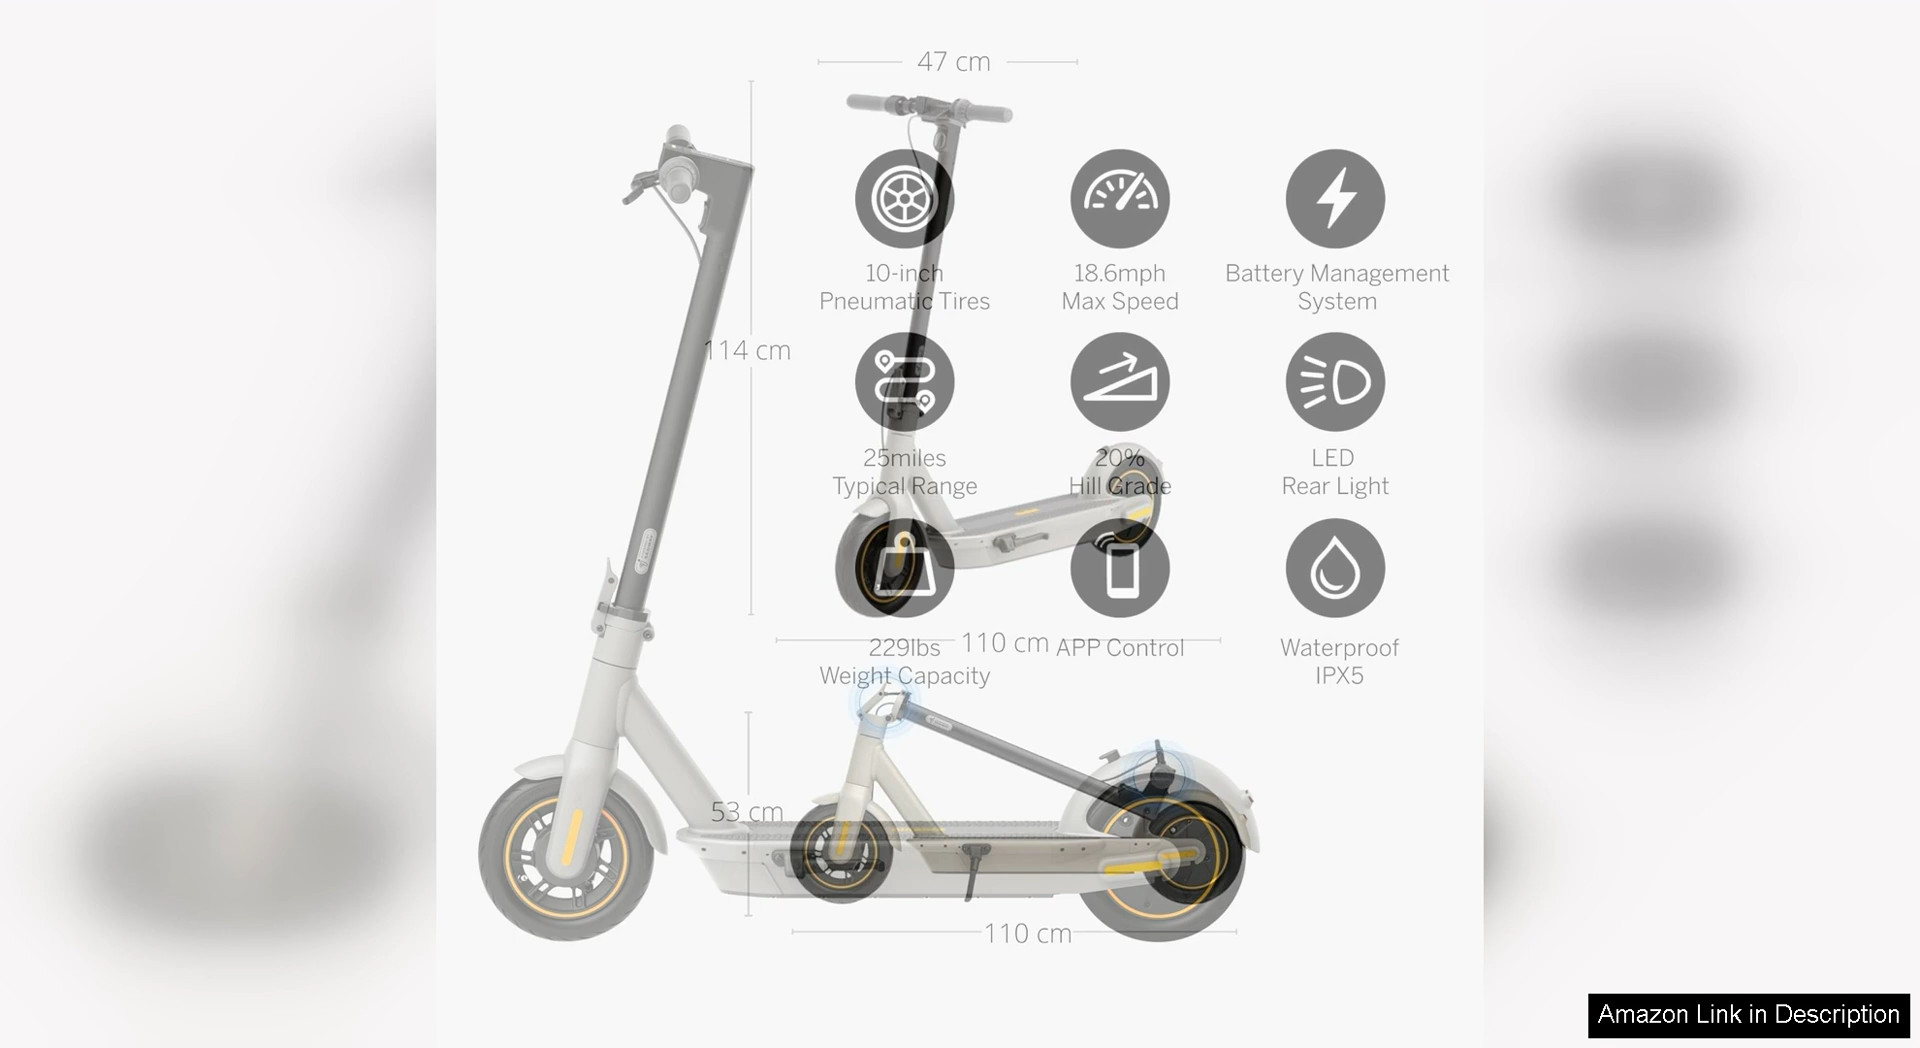 47 cm
10-inch
Pneumatic Tires
18.6mph
Max Speed
Battery Management
System
114 cm
25miles
Typical Range
20%
Hill Grade
LED
Rear Light
229lbs
Weight Capacity
110 cm
APP Control
Waterproof
IPX5
53 cm
110 cm
Amazon Link in Description